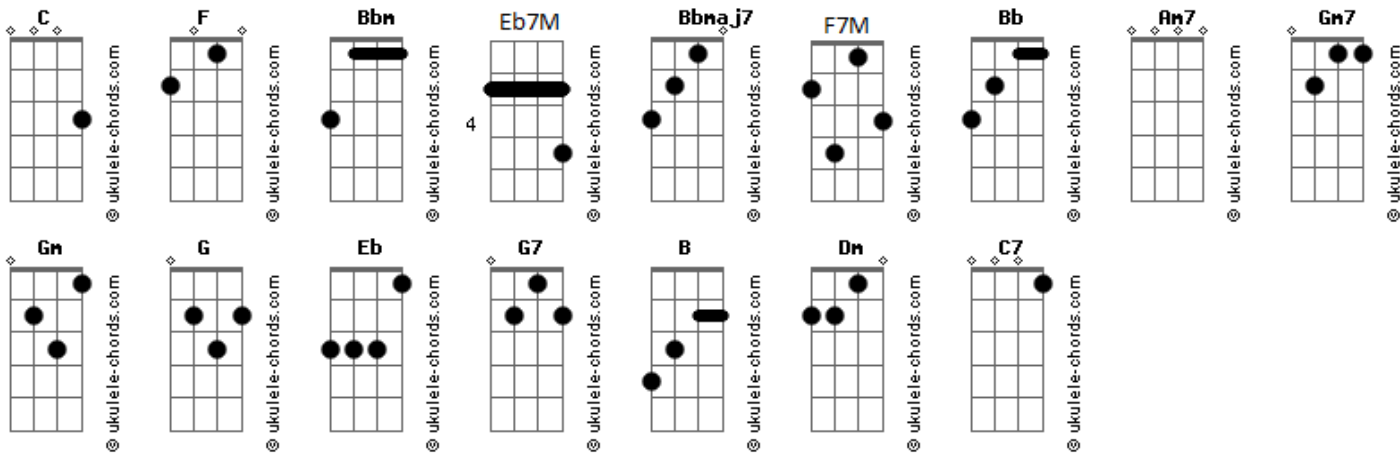 C F Bbm Eb7M Bbmaj7 F7M Bb Am7 Gm7
4
© ukulele-chords.com © ukulele-chords.com © ukulele-chords.com © ukulele-chords.com © ukulele-chords.com © ukulele-chords.com © ukulele-chords.com © ukulele-chords.com © ukulele-chords.com
Gm G Eb G7 B Dm C7
© ukulele-chords.com © ukulele-chords.com © ukulele-chords.com © ukulele-chords.com © ukulele-chords.com © ukulele-chords.com © ukulele-chords.com